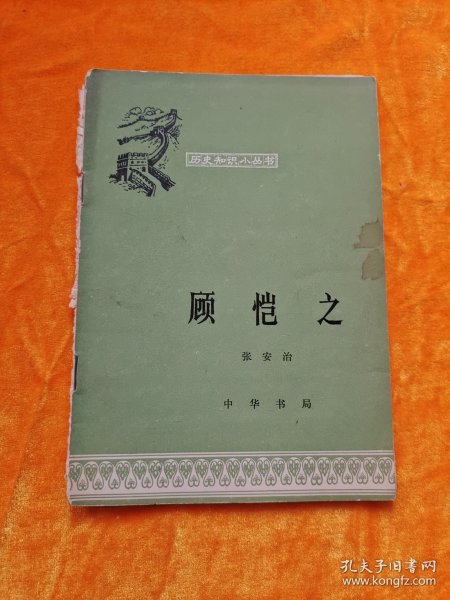 历史知识小丛书
顾恺之
张安治
中华书局
孔夫子旧书网
www.kongfz.com